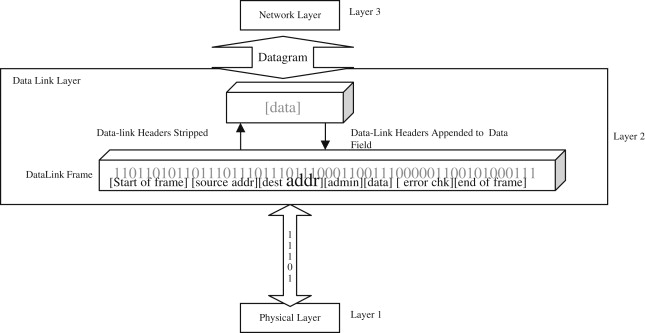 Network Layer
Layer 3
Datagram
Data Link Layer
[data]
Data-link Headers Stripped
Data-Link Headers Appended to Data
Field
Layer 2
DataLink Frame
110110101101110111011101110001100111000001100101000111
[Start of frame] [source addr][dest addr][admin][data] [ error chk][end of frame]
1
1
1
0
1
Physical Layer
Layer 1